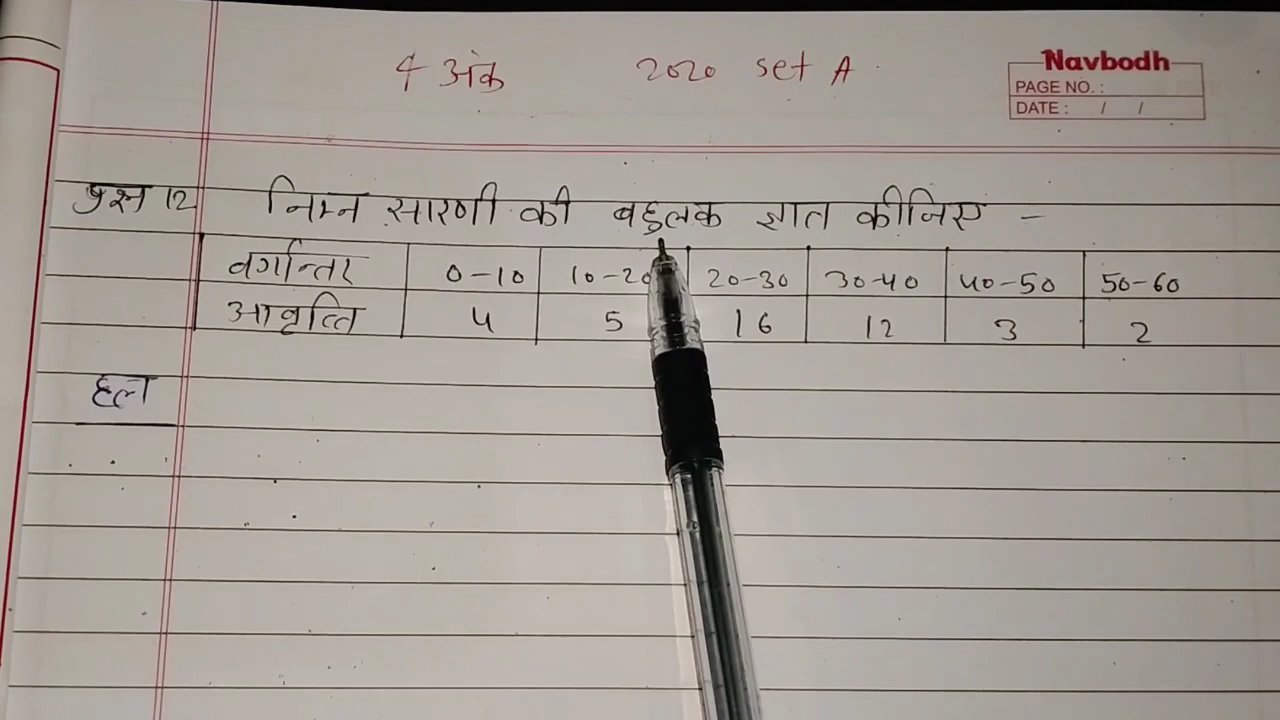 4 अंक 2020 set A
Navbodh
PAGE NO. :
DATE : / /
प्रश्न 12 निम्न सारणी की बहुलक ज्ञात कीजिए -
वर्गान्तर 0-10 10-20 20-30 30-40 40-50 50-60
आवृत्ति 4 5 16 12 3 2
हल